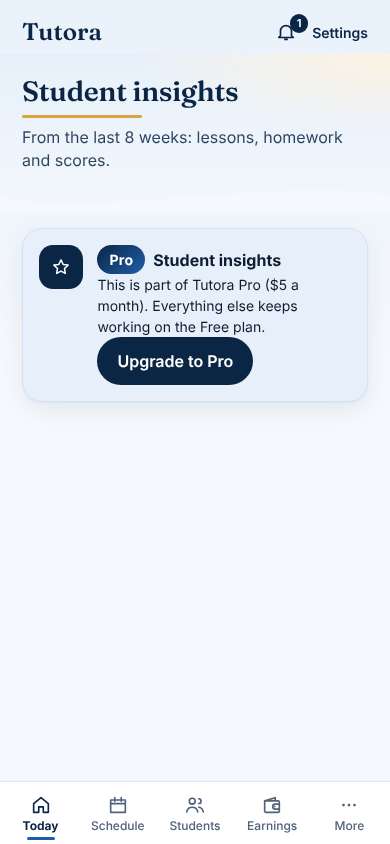 Tutora
1
Settings
Student insights
From the last 8 weeks: lessons, homework
and scores.
Pro
Student insights
This is part of Tutora Pro ($5 a
month). Everything else keeps
working on the Free plan.
Upgrade to Pro
Today
Schedule
Students
Earnings
More